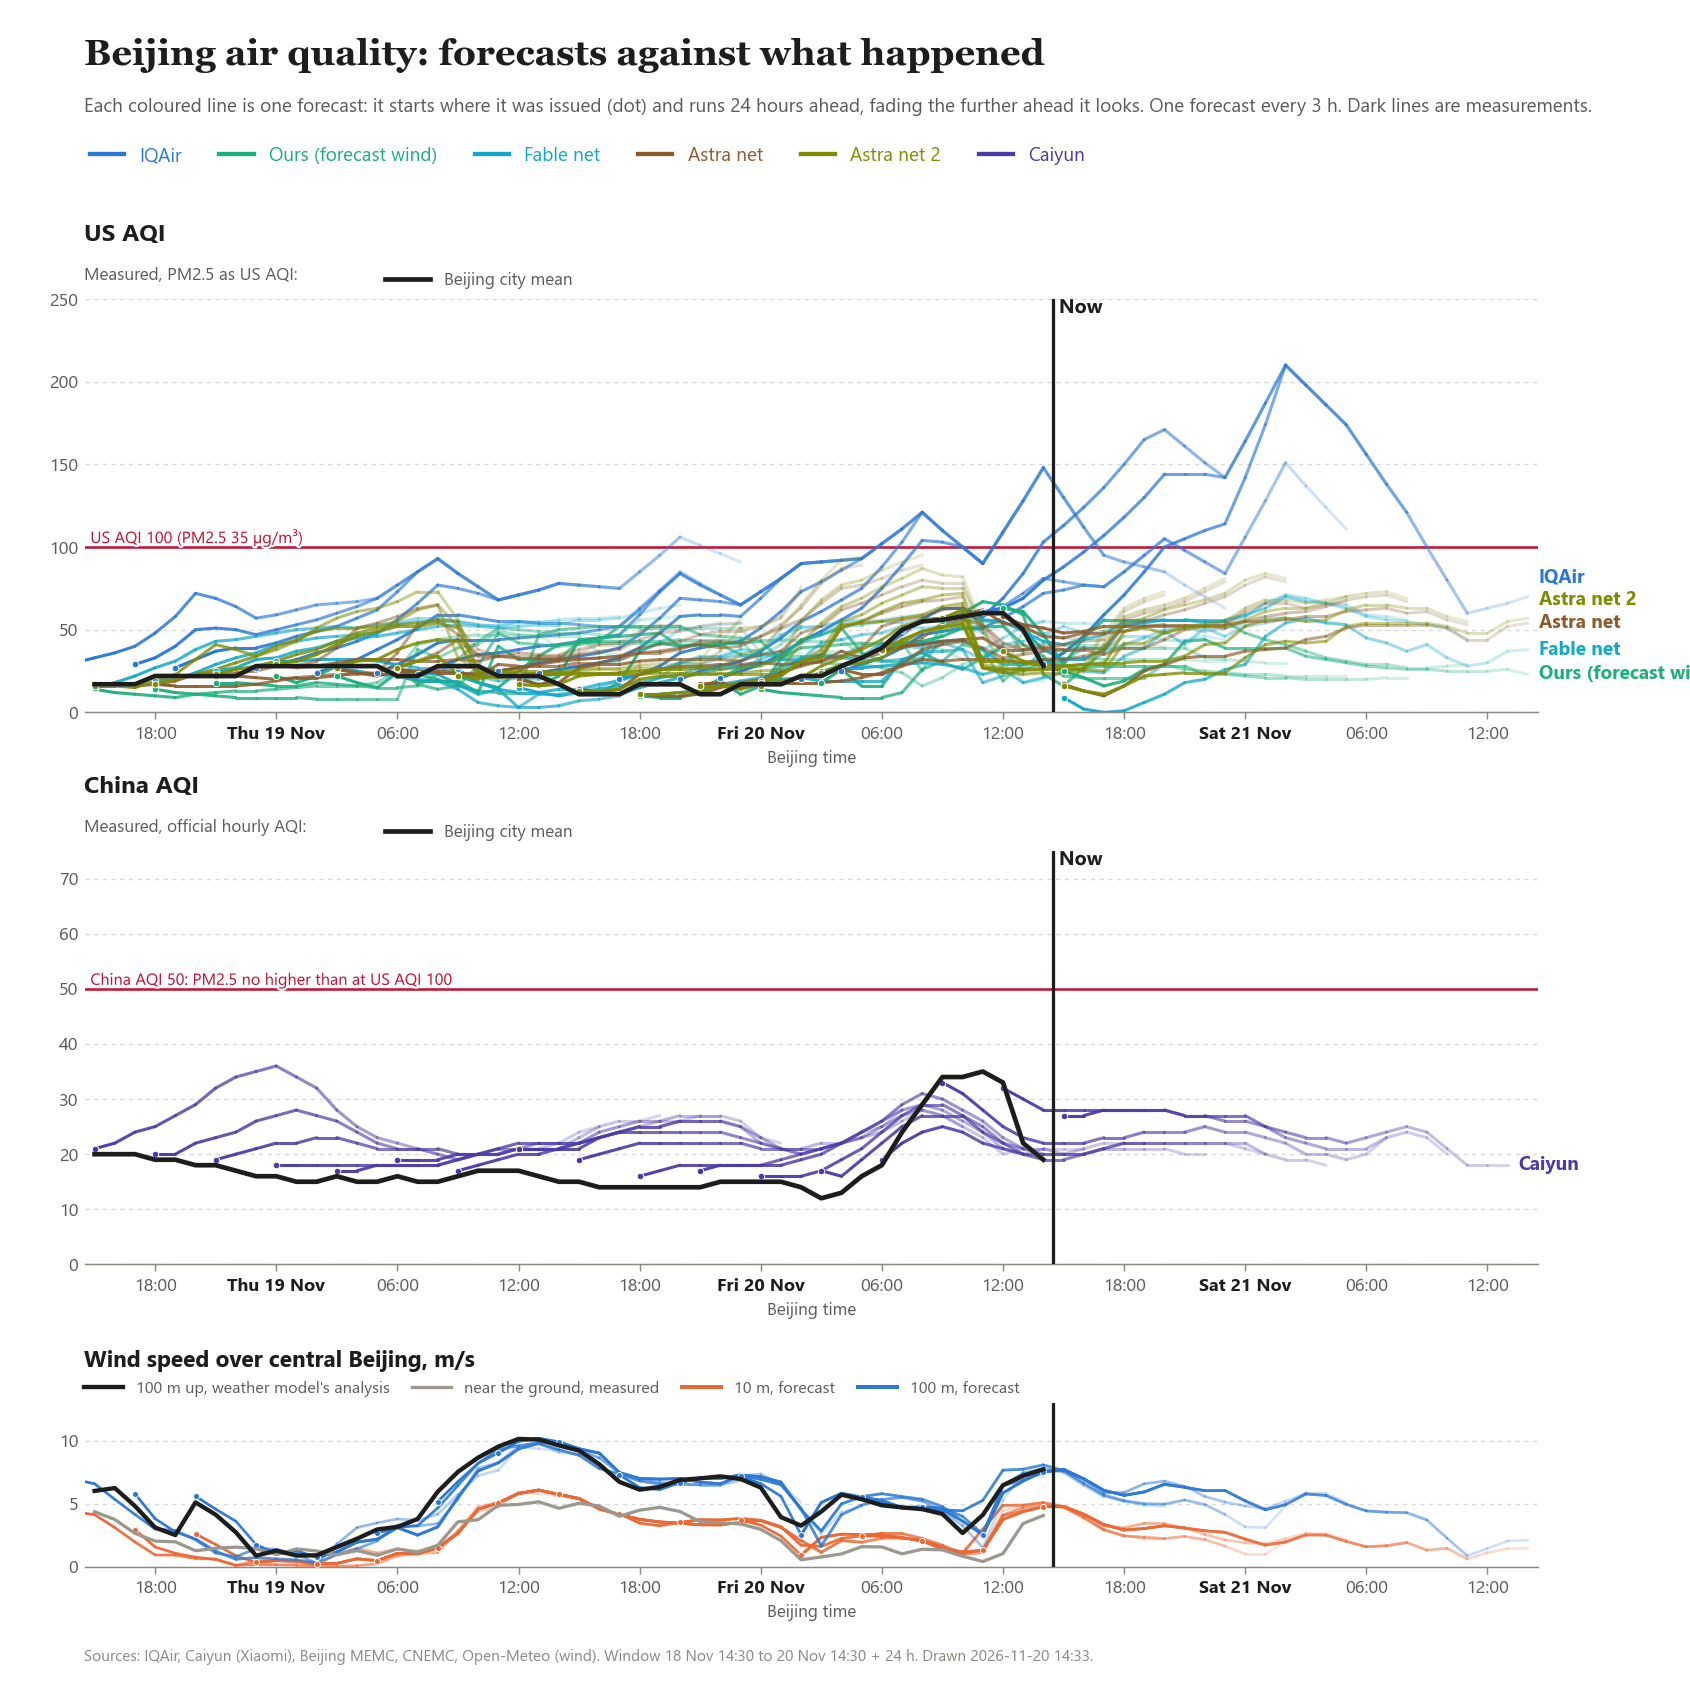 Beijing air quality: forecasts against what happened
Each coloured line is one forecast: it starts where it was issued (dot) and runs 24 hours ahead, fading the further ahead it looks. One forecast every 3 h. Dark lines are measurements.
IQAir Ours (forecast wind) Fable net Astra net Astra net 2 Caiyun
US AQI
Measured, PM2.5 as US AQI: Beijing city mean
250
Now
200
150
US AQI 100 (PM2.5 35 µg/m³)
100
IQAir
Astra net 2
50
Astra net
Fable net
Ours (forecast wi
0
18:00 Thu 19 Nov 06:00 12:00 18:00 Fri 20 Nov 06:00 12:00 18:00 Sat 21 Nov 06:00 12:00
Beijing time
China AQI
Measured, official hourly AQI: Beijing city mean
Now
70
60
China AQI 50: PM2.5 no higher than at US AQI 100
50
40
30
20
Caiyun
10
0
18:00 Thu 19 Nov 06:00 12:00 18:00 Fri 20 Nov 06:00 12:00 18:00 Sat 21 Nov 06:00 12:00
Beijing time
Wind speed over central Beijing, m/s
100 m up, weather model's analysis near the ground, measured 10 m, forecast 100 m, forecast
10
5
0
18:00 Thu 19 Nov 06:00 12:00 18:00 Fri 20 Nov 06:00 12:00 18:00 Sat 21 Nov 06:00 12:00
Beijing time
Sources: IQAir, Caiyun (Xiaomi), Beijing MEMC, CNEMC, Open-Meteo (wind). Window 18 Nov 14:30 to 20 Nov 14:30 + 24 h. Drawn 2026-11-20 14:33.